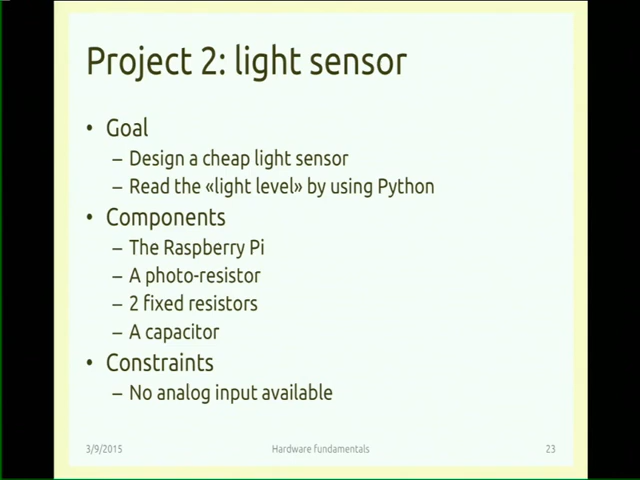 Project 2: light sensor
• Goal
– Design a cheap light sensor
– Read the «light level» by using Python
• Components
– The Raspberry Pi
– A photo-resistor
– 2 fixed resistors
– A capacitor
• Constraints
– No analog input available
3/9/2015 Hardware fundamentals 23